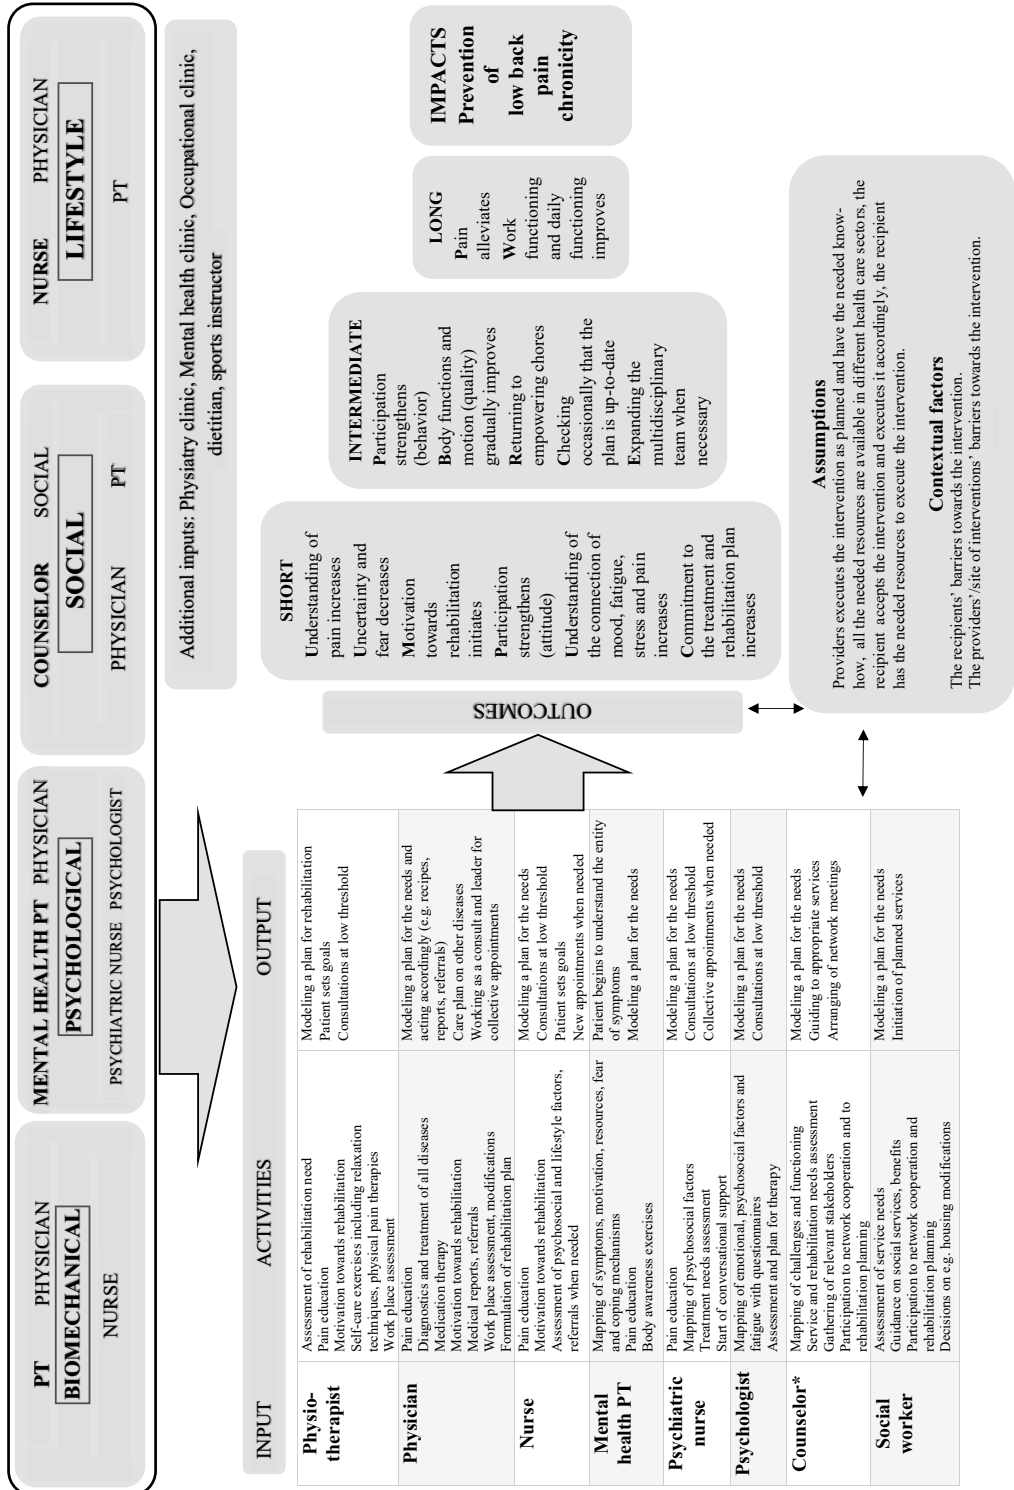 PT PHYSICIAN
BIOMECHANICAL
NURSE
MENTAL HEALTH PT PHYSICIAN
PSYCHOLOGICAL
PSYCHIATRIC NURSE PSYCHOLOGIST
COUNSELOR SOCIAL
SOCIAL
PHYSICIAN PT
NURSE PHYSICIAN
LIFESTYLE
PT
Additional inputs: Physiatry clinic, Mental health clinic, Occupational clinic,
dietitian, sports instructor
INPUT ACTIVITIES OUTPUT
Physio-
therapist
Assessment of rehabilitation need
Pain education
Motivation towards rehabilitation
Self-care exercises including relaxation
techniques, physical pain therapies
Work place assessment
Modeling a plan for rehabilitation
Patient sets goals
Consultations at low threshold
Physician
Pain education
Diagnostics and treatment of all diseases
Medication therapy
Motivation towards rehabilitation
Medical reports, referrals
Work place assessment, modifications
Formulation of rehabilitation plan
Modeling a plan for the needs and
acting accordingly (e.g. recipes,
reports, referrals)
Care plan on other diseases
Working as a consult and leader for
collective appointments
Nurse
Pain education
Motivation towards rehabilitation
Assessment of psychosocial and lifestyle factors,
referrals when needed
Modeling a plan for the needs
Consultations at low threshold
Patient sets goals
New appointments when needed
Mental
health PT
Mapping of symptoms, motivation, resources, fear
and coping mechanisms
Pain education
Body awareness exercises
Patient begins to understand the entity
of symptoms
Modeling a plan for the needs
Psychiatric
nurse
Pain education
Mapping of psychosocial factors
Treatment needs assessment
Start of conversational support
Modeling a plan for the needs
Consultations at low threshold
Collective appointments when needed
Psychologist
Mapping of emotional, psychosocial factors and
fatigue with questionnaires
Assessment and plan for therapy
Modeling a plan for the needs
Consultations at low threshold
Counselor*
Mapping of challenges and functioning
Service and rehabilitation needs assessment
Gathering of relevant stakeholders
Participation to network cooperation and to
rehabilitation planning
Modeling a plan for the needs
Guiding to appropriate services
Arranging of network meetings
Social
worker
Assessment of service needs
Guidance on social services, benefits
Participation to network cooperation and
rehabilitation planning
Decisions on e.g. housing modifications
Modeling a plan for the needs
Initiation of planned services
OUTCOMES
SHORT
Understanding of
pain increases
Uncertainty and
fear decreases
Motivation
towards
rehabilitation
initiates
Participation
strengthens
(attitude)
Understanding of
the connection of
mood, fatigue,
stress and pain
increases
Commitment to
the treatment and
rehabilitation plan
increases
INTERMEDIATE
Participation
strengthens
(behavior)
Body functions and
motion (quality)
gradually improves
Returning to
empowering chores
Checking
occasionally that the
plan is up-to-date
Expanding the
multidisciplinary
team when
necessary
LONG
Pain
alleviates
Work
functioning
and daily
functioning
improves
IMPACTS
Prevention
of
low back
pain
chronicity
Assumptions
Providers executes the intervention as planned and have the needed know-
how, all the needed resources are available in different health care sectors, the
recipient accepts the intervention and executes it accordingly, the recipient
has the needed resources to execute the intervention.
Contextual factors
The recipients' barriers towards the intervention.
The providers'/site of interventions' barriers towards the intervention.